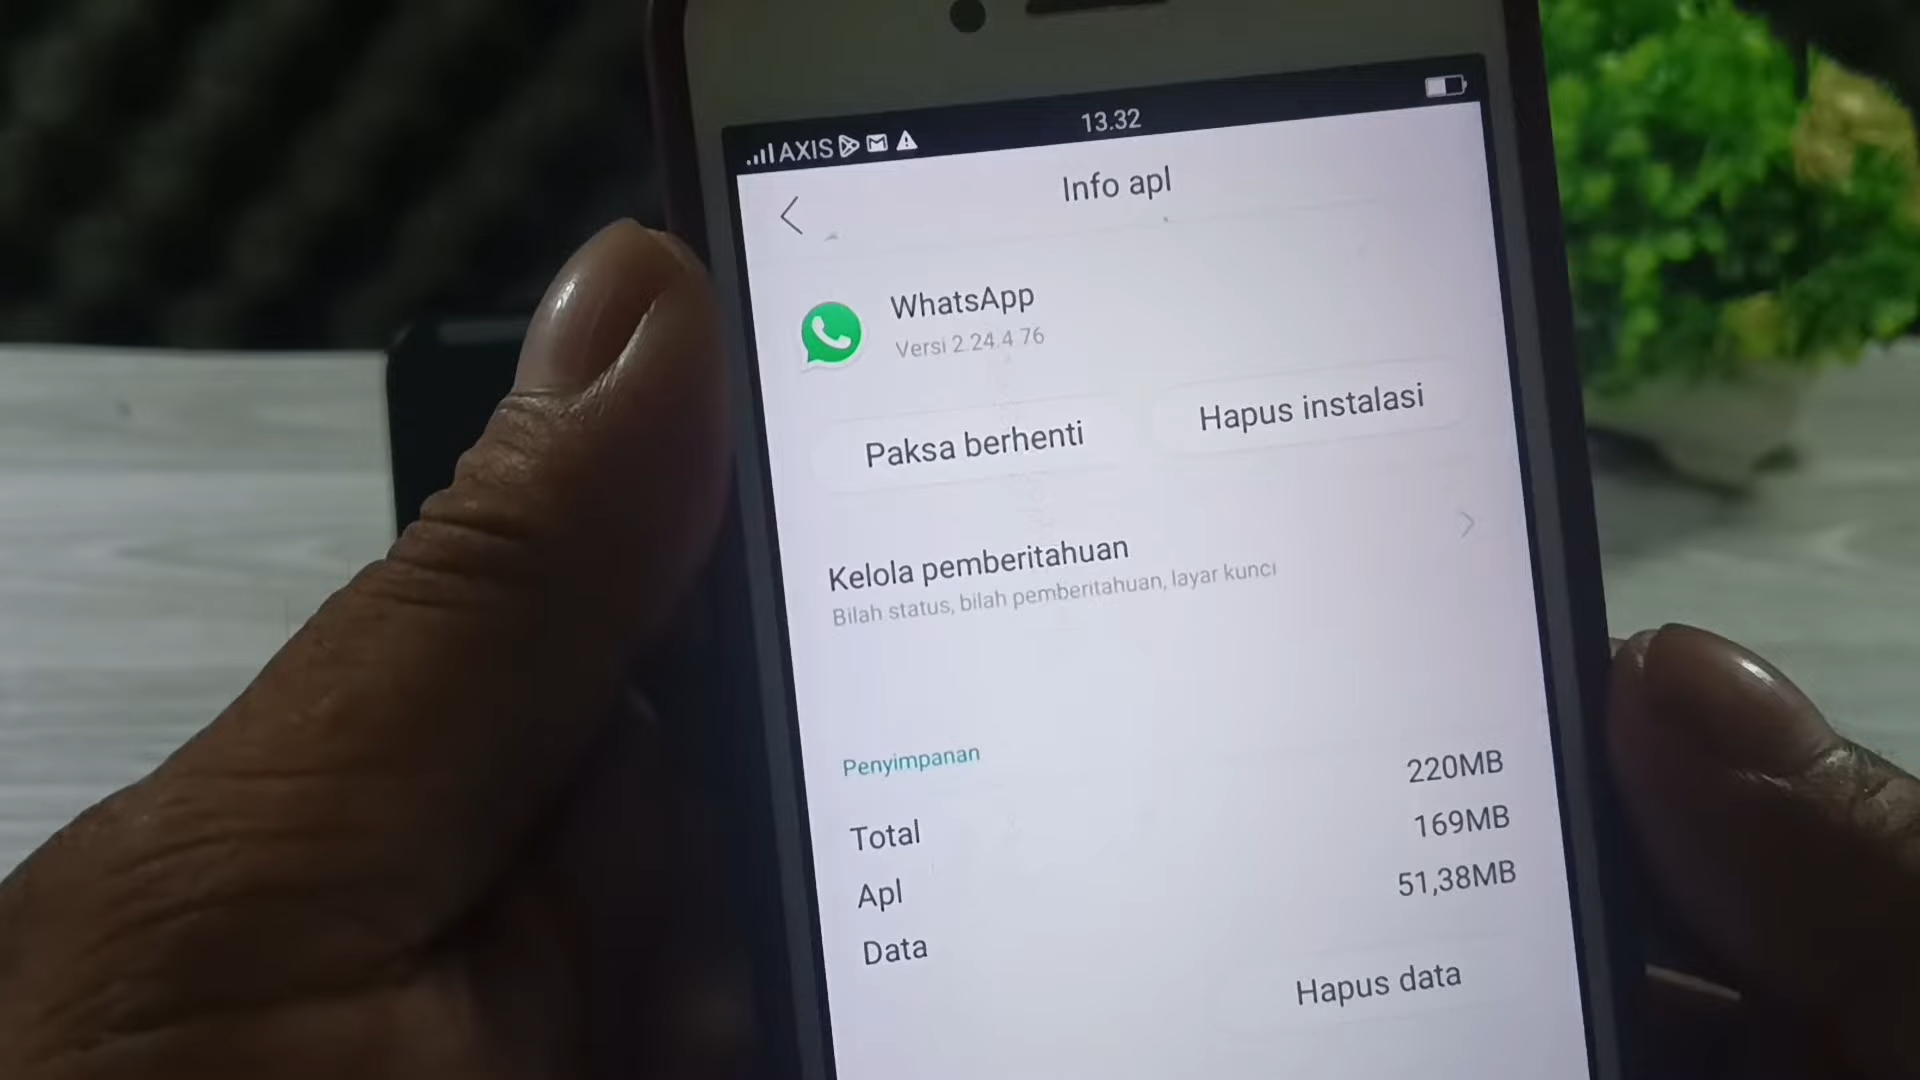 AXIS
13.32
Info apl
WhatsApp
Versi 2.24.4 76
Paksa berhenti
Hapus instalasi
Kelola pemberitahuan
Bilah status, bilah pemberitahuan, layar kunci
Penyimpanan
Total 220MB
Apl 169MB
Data 51,38MB
Hapus data